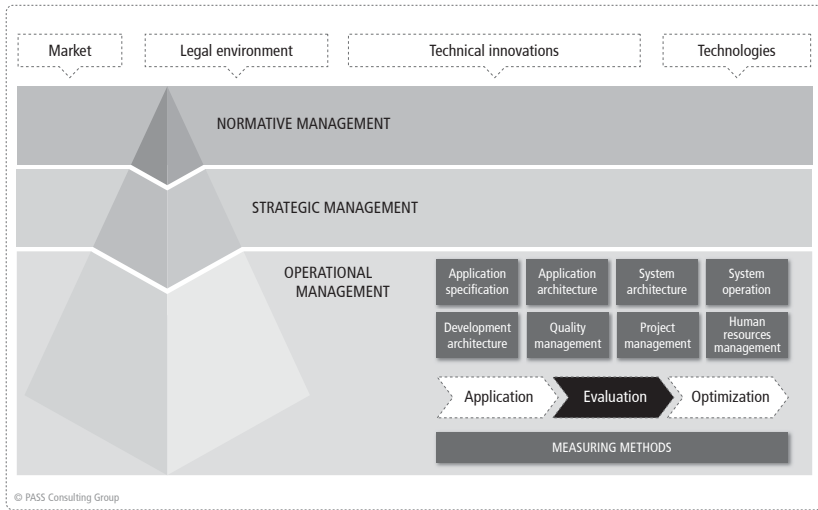 Market
Legal environment
Technical innovations
Technologies
NORMATIVE MANAGEMENT
STRATEGIC MANAGEMENT
OPERATIONAL
MANAGEMENT
Application
specification
Application
architecture
System
architecture
System
operation
Development
architecture
Quality
management
Project
management
Human
resources
management
Application
Evaluation
Optimization
MEASURING METHODS
© PASS Consulting Group